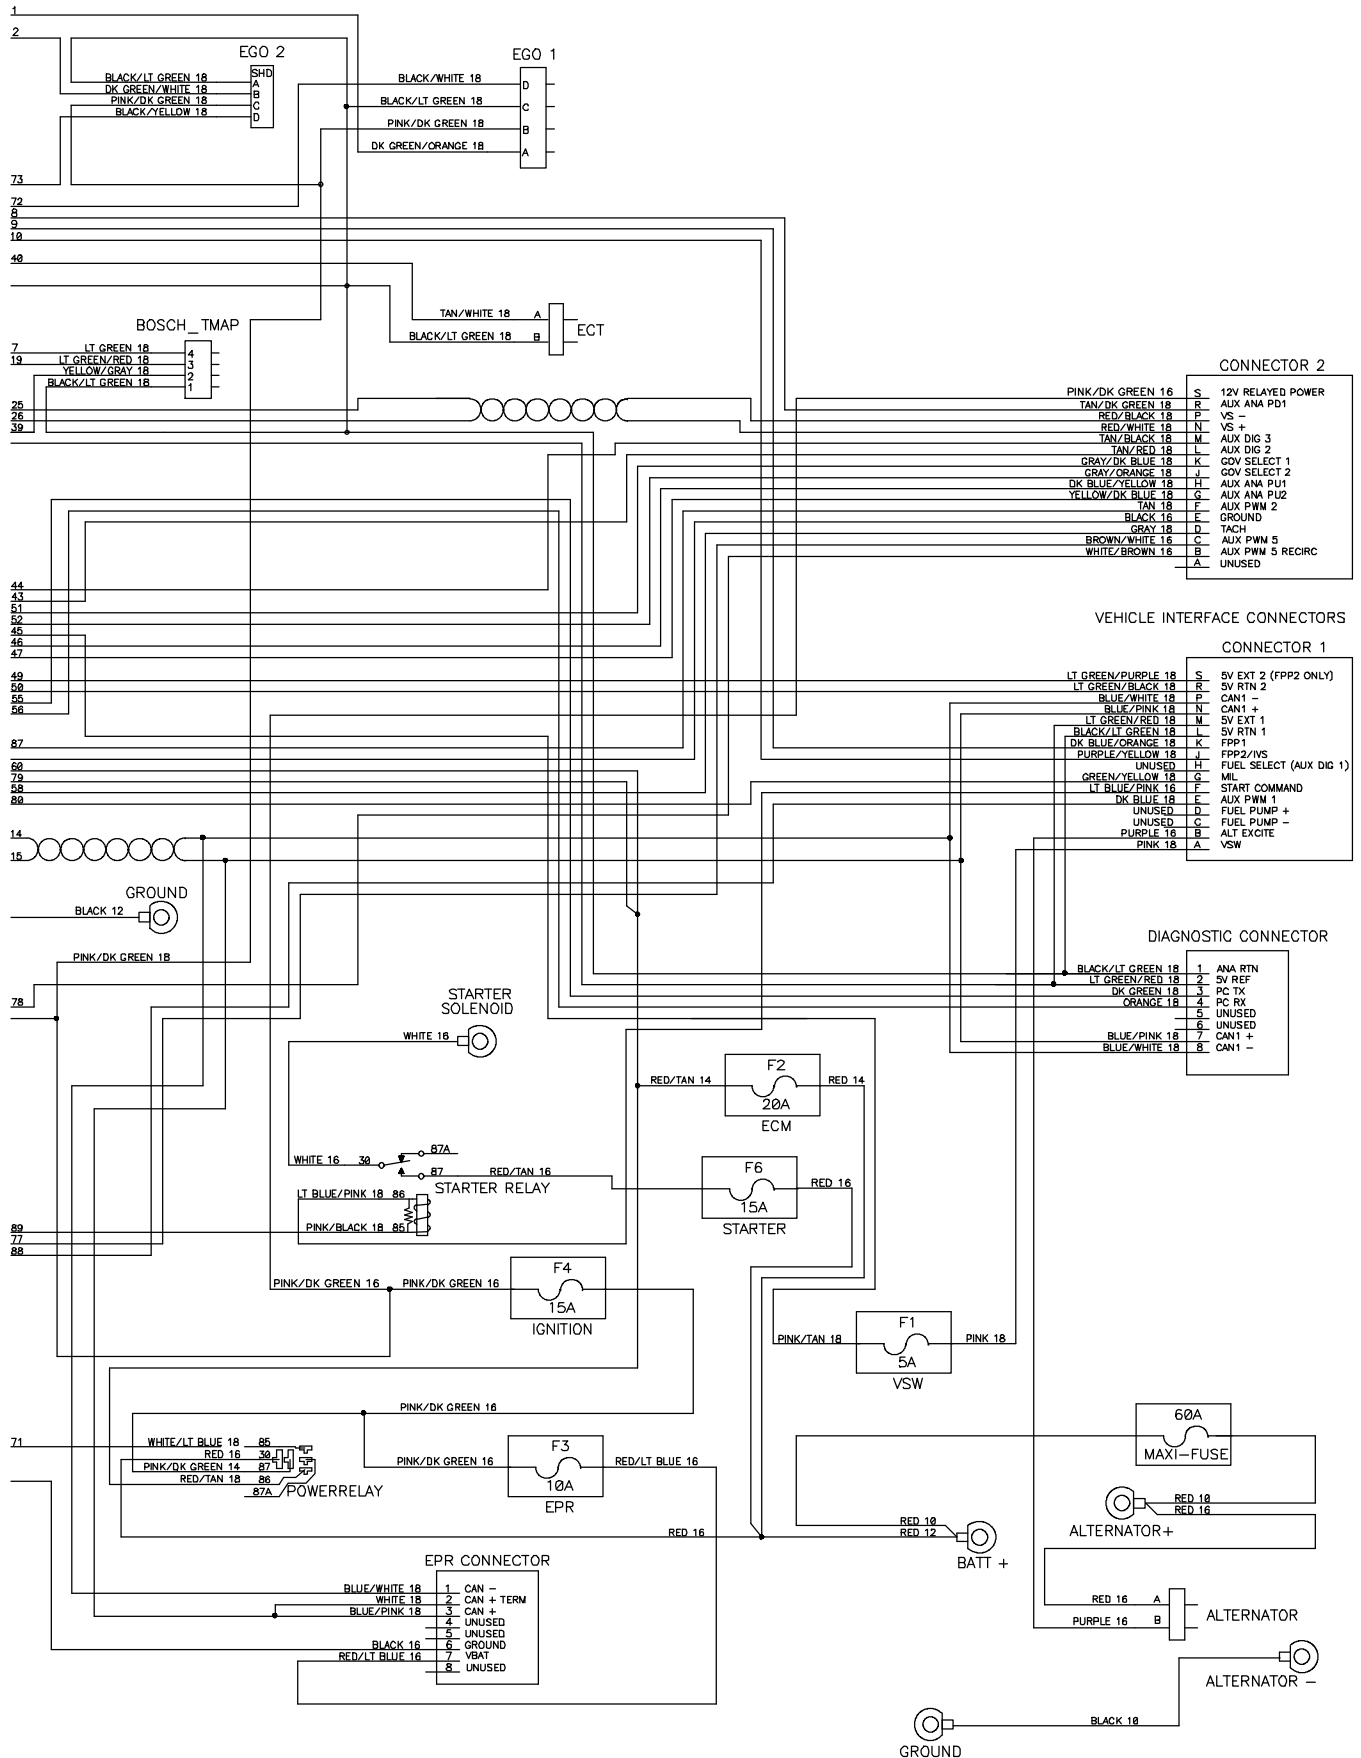 1
2
EGO 2
EGO 1
SHD
BLACK/LT GREEN 18 A
DK GREEN/WHITE 18 B
PINK/DK GREEN 18 C
BLACK/YELLOW 18 D
BLACK/WHITE 18 D
BLACK/LT GREEN 18 C
PINK/DK GREEN 18 B
DK GREEN/ORANGE 18 A
73
72
8
9
10
40
TAN/WHITE 18 A
BLACK/LT GREEN 18 B
ECT
BOSCH_TMAP
7 LT GREEN 18 4
19 LT GREEN/RED 18 3
YELLOW/GRAY 18 2
BLACK/LT GREEN 18 1
25
26
39
CONNECTOR 2
PINK/DK GREEN 16 S 12V RELAYED POWER
TAN/DK GREEN 18 R AUX ANA PD1
RED/BLACK 18 P VS -
RED/WHITE 18 N VS +
TAN/BLACK 18 M AUX DIG 3
TAN/RED 18 L AUX DIG 2
GRAY/DK BLUE 18 K GOV SELECT 1
GRAY/ORANGE 18 J GOV SELECT 2
DK BLUE/YELLOW 18 H AUX ANA PU1
YELLOW/DK BLUE 18 G AUX ANA PU2
TAN 18 F AUX PWM 2
BLACK 16 E GROUND
GRAY 18 D TACH
BROWN/WHITE 16 C AUX PWM 5
WHITE/BROWN 16 B AUX PWM 5 RECIRC
A UNUSED
44
43
51
52
45
46
47
49
50
55
56
87
60
79
58
80
14
15
VEHICLE INTERFACE CONNECTORS
CONNECTOR 1
LT GREEN/PURPLE 18 S 5V EXT 2 (FPP2 ONLY)
LT GREEN/BLACK 18 R 5V RTN 2
BLUE/WHITE 18 P CAN1 -
BLUE/PINK 18 N CAN1 +
LT GREEN/RED 18 M 5V EXT 1
BLACK/LT GREEN 18 L 5V RTN 1
DK BLUE/ORANGE 18 K FPP1
PURPLE/YELLOW 18 J FPP2/IVS
UNUSED H FUEL SELECT (AUX DIG 1)
GREEN/YELLOW 18 G MIL
LT BLUE/PINK 16 F START COMMAND
DK BLUE 18 E AUX PWM 1
UNUSED D FUEL PUMP +
UNUSED C FUEL PUMP -
PURPLE 16 B ALT EXCITE
PINK 18 A VSW
GROUND
BLACK 12
PINK/DK GREEN 18
78
DIAGNOSTIC CONNECTOR
BLACK/LT GREEN 18 1 ANA RTN
LT GREEN/RED 18 2 5V REF
DK GREEN 18 3 PC TX
ORANGE 18 4 PC RX
5 UNUSED
6 UNUSED
BLUE/PINK 18 7 CAN1 +
BLUE/WHITE 18 8 CAN1 -
STARTER
SOLENOID
WHITE 16
RED/TAN 14
F2
20A
ECM
RED 14
WHITE 16 30
87A
87
RED/TAN 16
STARTER RELAY
F6
15A
STARTER
RED 16
LT BLUE/PINK 18 86
PINK/BLACK 18 85
89
77
88
PINK/DK GREEN 16
PINK/DK GREEN 16
F4
15A
IGNITION
PINK/TAN 18
F1
5A
VSW
PINK 18
PINK/DK GREEN 16
60A
MAXI-FUSE
71 WHITE/LT BLUE 18 85
RED 16 30
PINK/DK GREEN 14 87
RED/TAN 18 86
87A POWERRELAY
PINK/DK GREEN 16
F3
10A
EPR
RED/LT BLUE 16
RED 10
RED 16
ALTERNATOR+
RED 16
RED 10
RED 12
BATT +
EPR CONNECTOR
BLUE/WHITE 18 1 CAN -
WHITE 18 2 CAN + TERM
BLUE/PINK 18 3 CAN +
4 UNUSED
5 UNUSED
BLACK 16 6 GROUND
RED/LT BLUE 16 7 VBAT
8 UNUSED
RED 16 A
PURPLE 16 B
ALTERNATOR
ALTERNATOR -
BLACK 10
GROUND